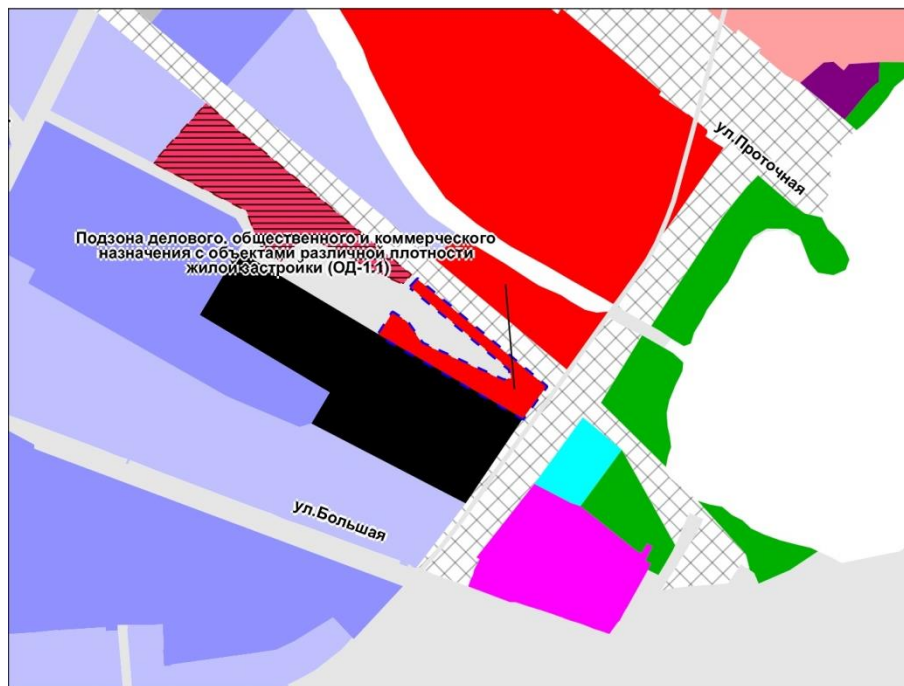 ул.Проточная
Подзона делового, общественного и коммерческого
назначения с объектами различной плотности
жилой застройки (ОД-1.1)
ул.Большая